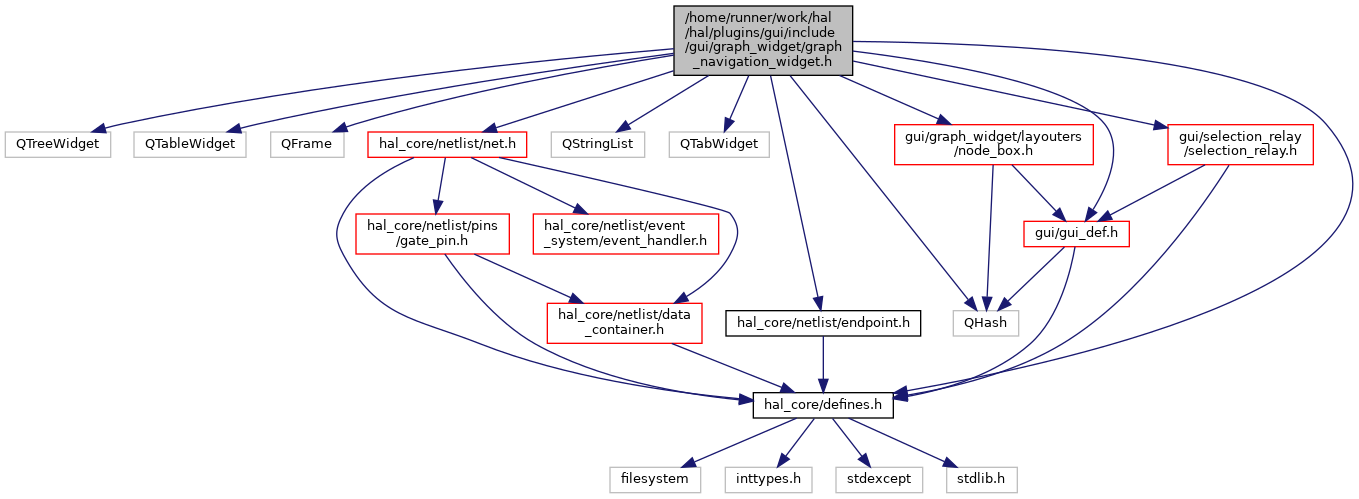 /home/runner/work/hal
/hal/plugins/gui/include
/gui/graph_widget/graph
_navigation_widget.h
QTreeWidget
QTableWidget
QFrame
hal_core/netlist/net.h
QStringList
QTabWidget
gui/graph_widget/layouters
/node_box.h
gui/selection_relay
/selection_relay.h
hal_core/netlist/pins
/gate_pin.h
hal_core/netlist/event
_system/event_handler.h
gui/gui_def.h
hal_core/netlist/data
_container.h
hal_core/netlist/endpoint.h
QHash
hal_core/defines.h
filesystem
inttypes.h
stdexcept
stdlib.h